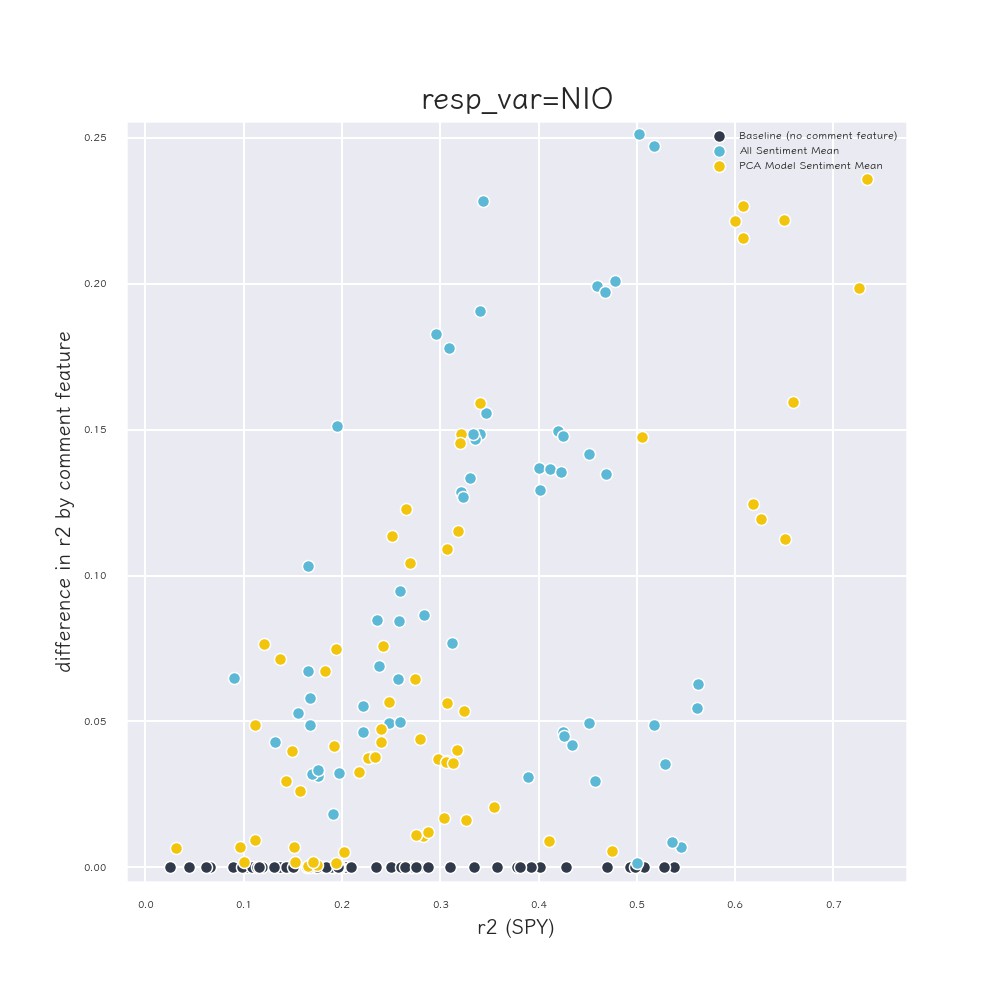 resp_var=NIO
Baseline (no comment feature)
All Sentiment Mean
PCA Model Sentiment Mean
difference in r2 by comment feature
0.25
0.20
0.15
0.10
0.05
0.00
0.0 0.1 0.2 0.3 0.4 0.5 0.6 0.7
r2 (SPY)